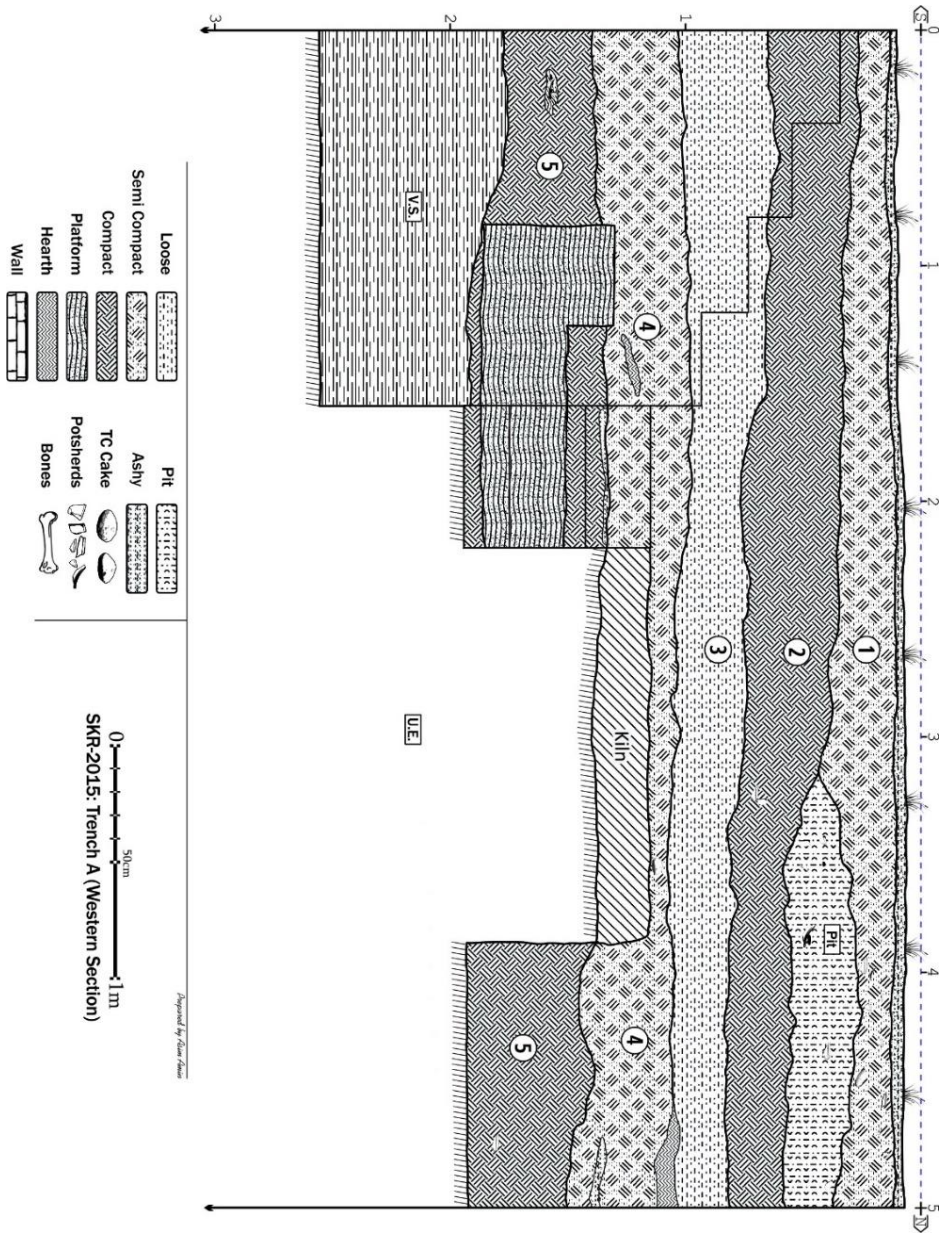 S
N
0
1
2
3
4
5
1
2
3
1
2
3
4
4
5
5
Pit
Kiln
V.S.
U.E.
Loose
Semi Compact
Compact
Platform
Hearth
Wall
Pit
Ashy
TC Cake
Potsherds
Bones
0
50cm
1m
SKR-2015: Trench A (Western Section)
Prepared by Asim Amin